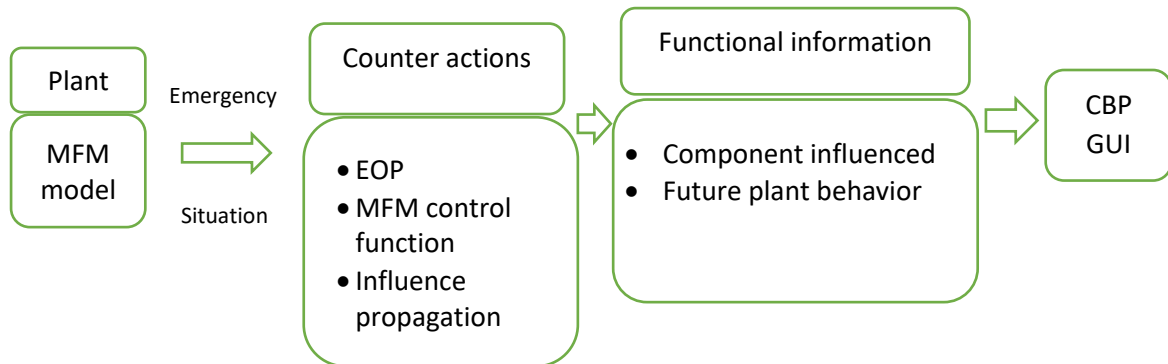 Plant
MFM
model
Emergency
Situation
Counter actions
• EOP
• MFM control
function
• Influence
propagation
Functional information
• Component influenced
• Future plant behavior
CBP
GUI